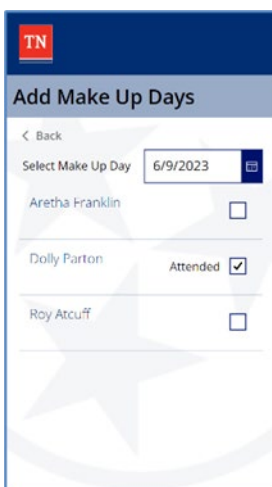 TN
Add Make Up Days
< Back
Select Make Up Day 6/9/2023
Aretha Franklin
Dolly Parton Attended
Roy Atcuff